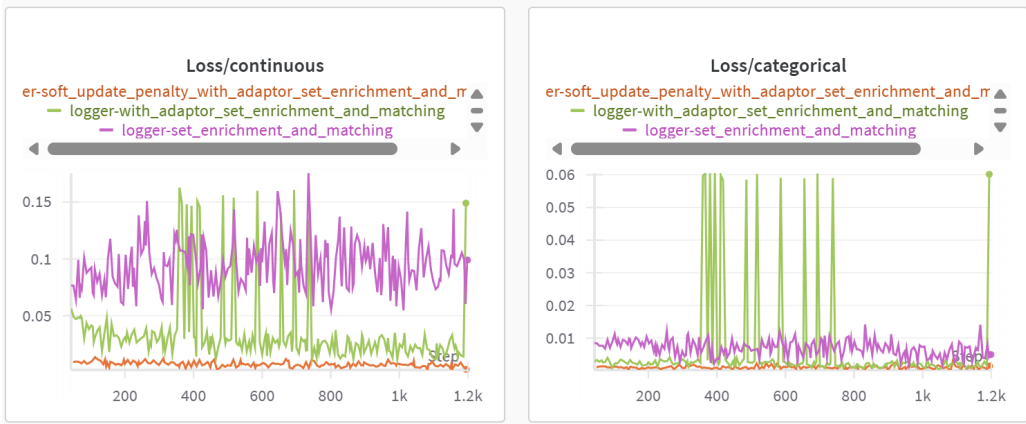 Loss/continuous
er-soft_update_penalty_with_adaptor_set_enrichment_and_m
logger-with_adaptor_set_enrichment_and_matching
logger-set_enrichment_and_matching
0.15
0.1
0.05
Step
200
400
600
800
1k
1.2k
Loss/categorical
er-soft_update_penalty_with_adaptor_set_enrichment_and_m
logger-with_adaptor_set_enrichment_and_matching
logger-set_enrichment_and_matching
0.06
0.05
0.04
0.03
0.02
0.01
Step
200
400
600
800
1k
1.2k